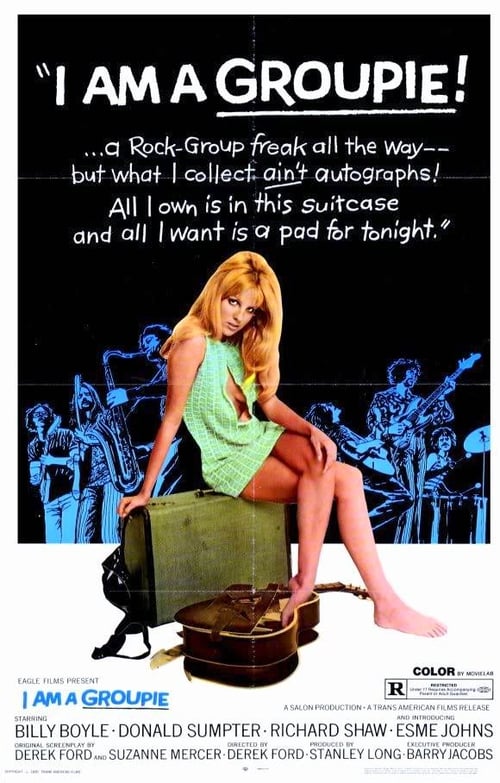 "I AM A GROUPIE!
...a Rock-Group freak all the way--
but what I collect ain't autographs!
All I own is in this suitcase
and all I want is a pad for tonight."
EAGLE FILMS PRESENT
I AM A GROUPIE
COLOR BY MOVIELAB
R RESTRICTED
A SALON PRODUCTION · A TRANS AMERICAN FILMS RELEASE
STARRING
AND INTRODUCING
BILLY BOYLE · DONALD SUMPTER · RICHARD SHAW · ESME JOHNS
ORIGINAL SCREENPLAY BY
DIRECTED BY
PRODUCED BY
EXECUTIVE PRODUCER
DEREK FORD AND SUZANNE MERCER · DEREK FORD · STANLEY LONG · BARRY JACOBS